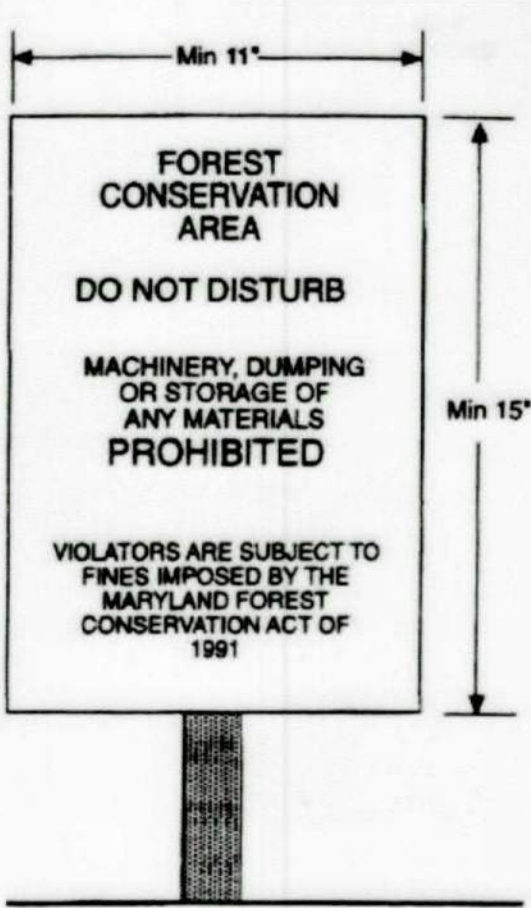 Min 11"
FOREST
CONSERVATION
AREA
DO NOT DISTURB
MACHINERY, DUMPING
OR STORAGE OF
ANY MATERIALS
PROHIBITED
Min 15"
VIOLATORS ARE SUBJECT TO
FINES IMPOSED BY THE
MARYLAND FOREST
CONSERVATION ACT OF
1991